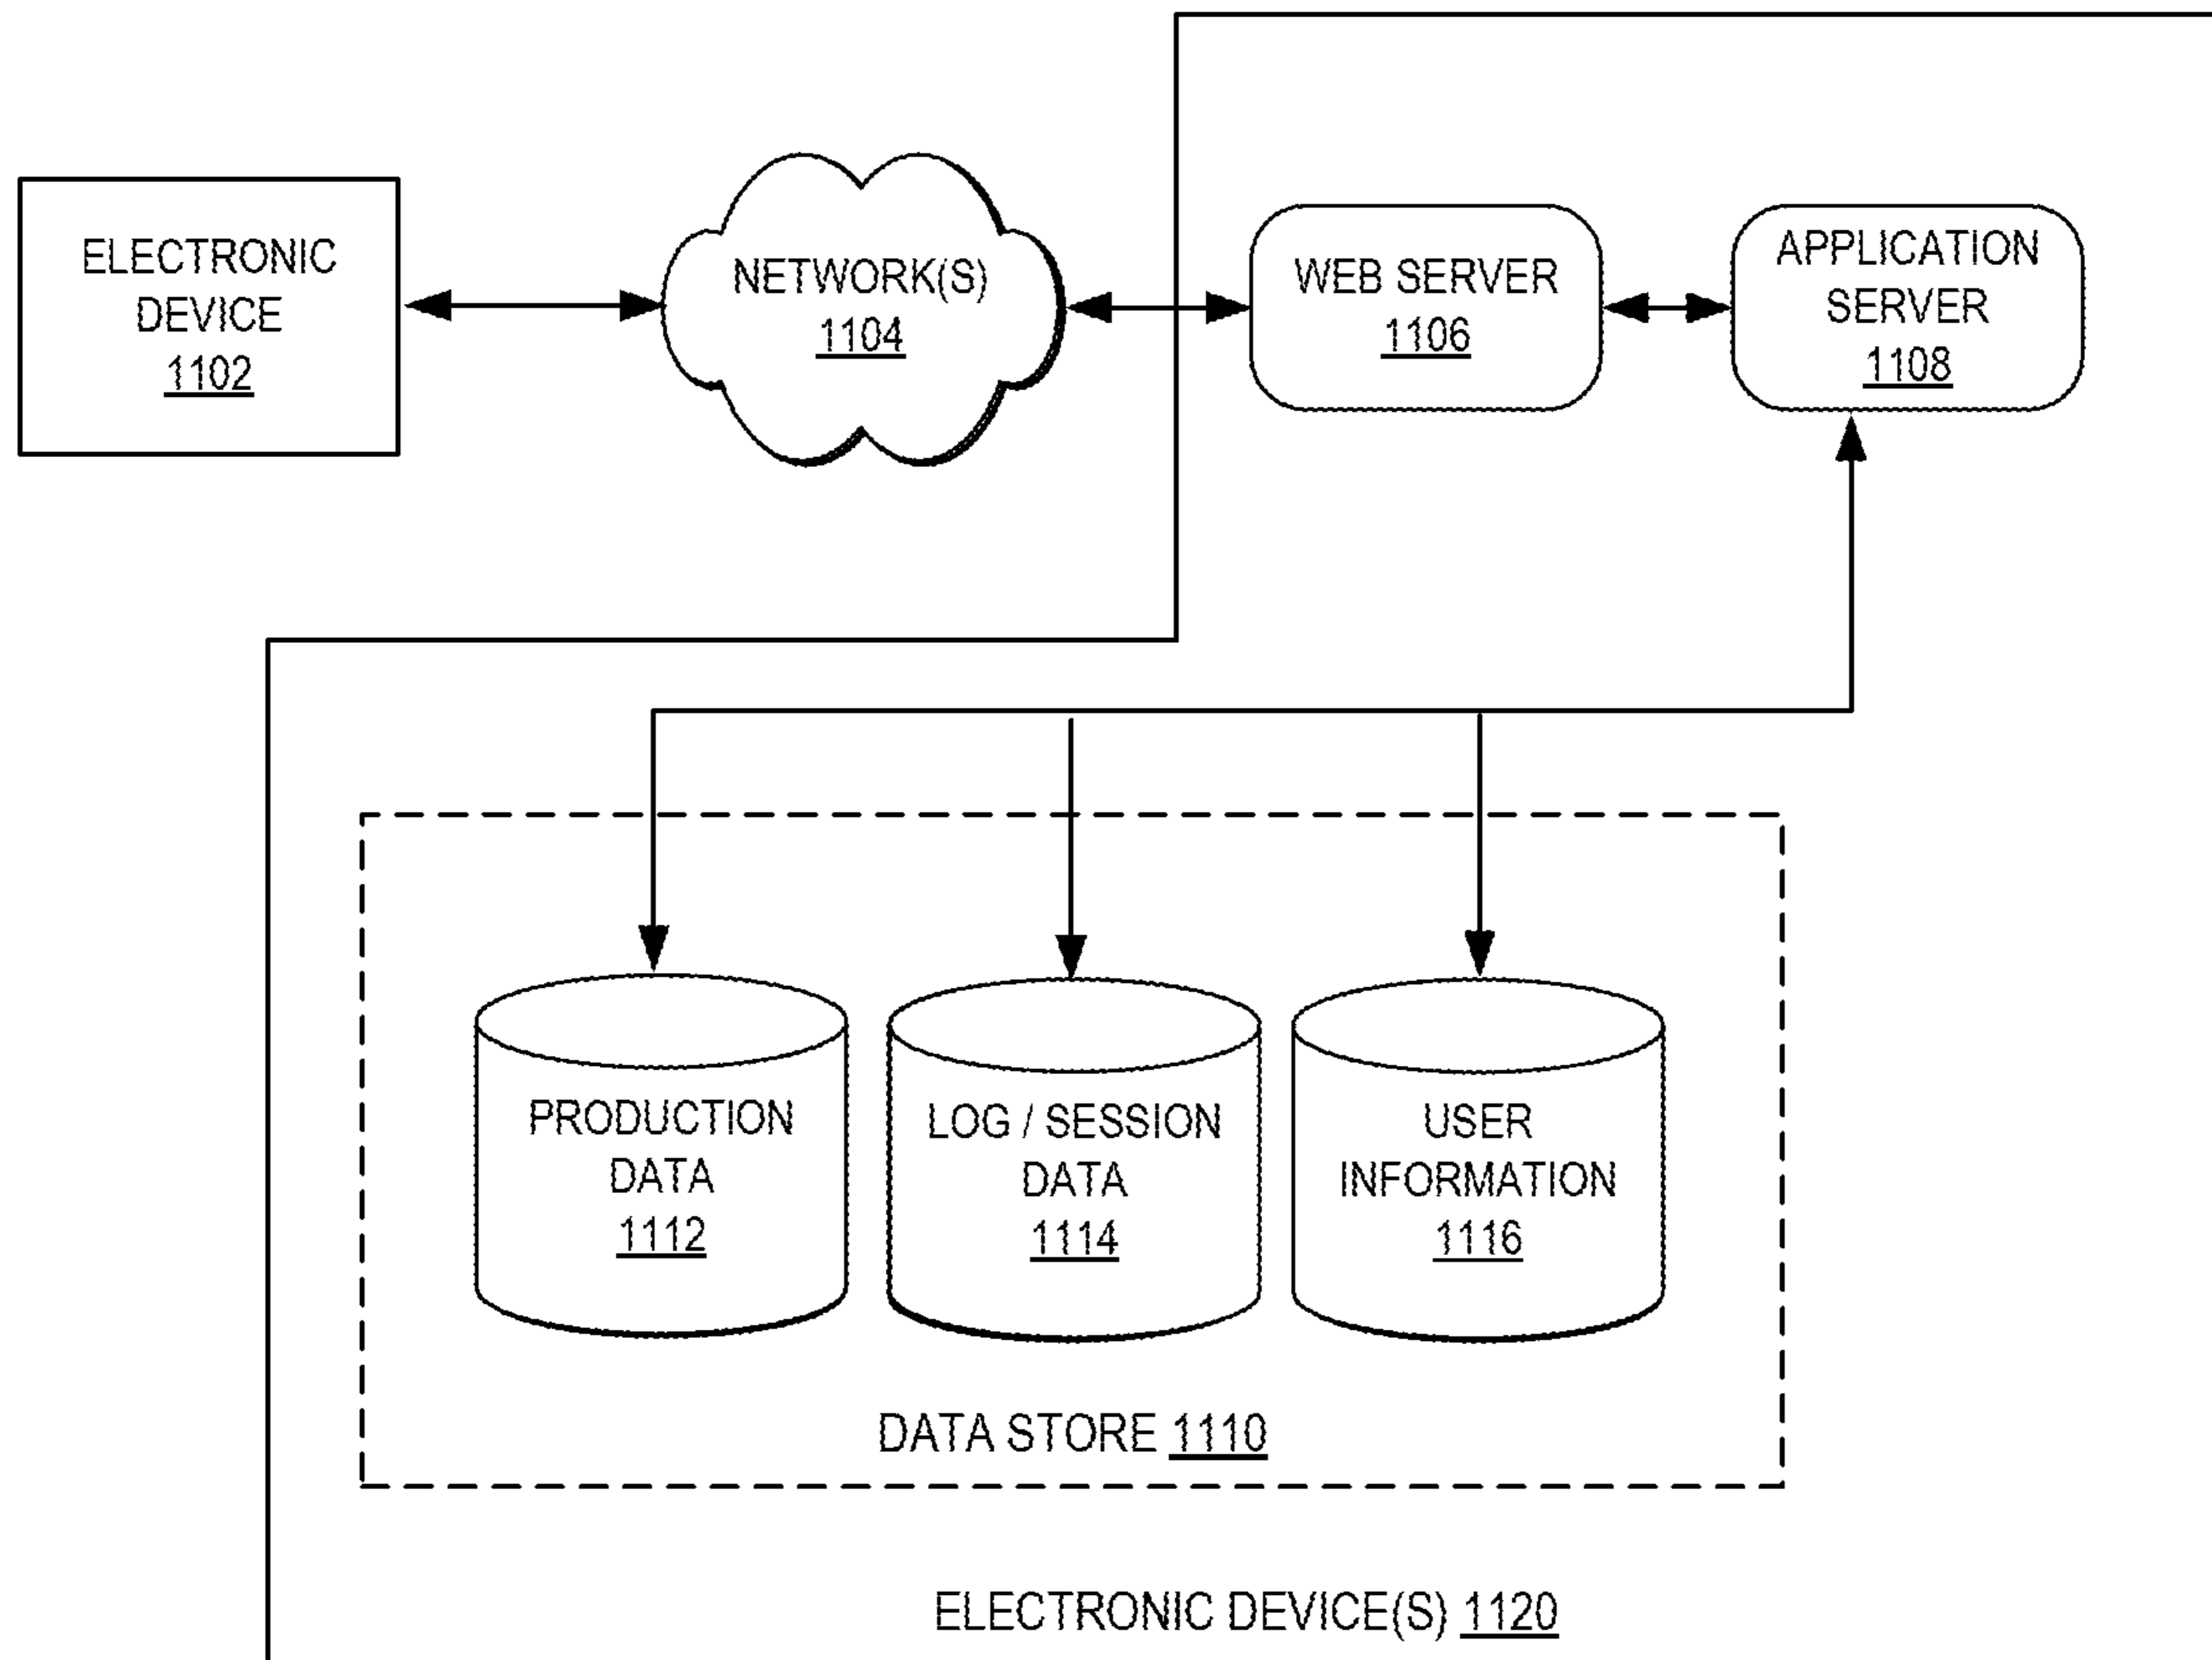 ELECTRONIC
DEVICE
1102
NETWORK(S)
1104
WEB SERVER
1106
APPLICATION
SERVER
1108
PRODUCTION
DATA
1112
LOG / SESSION
DATA
1114
USER
INFORMATION
1116
DATA STORE 1110
ELECTRONIC DEVICE(S) 1120